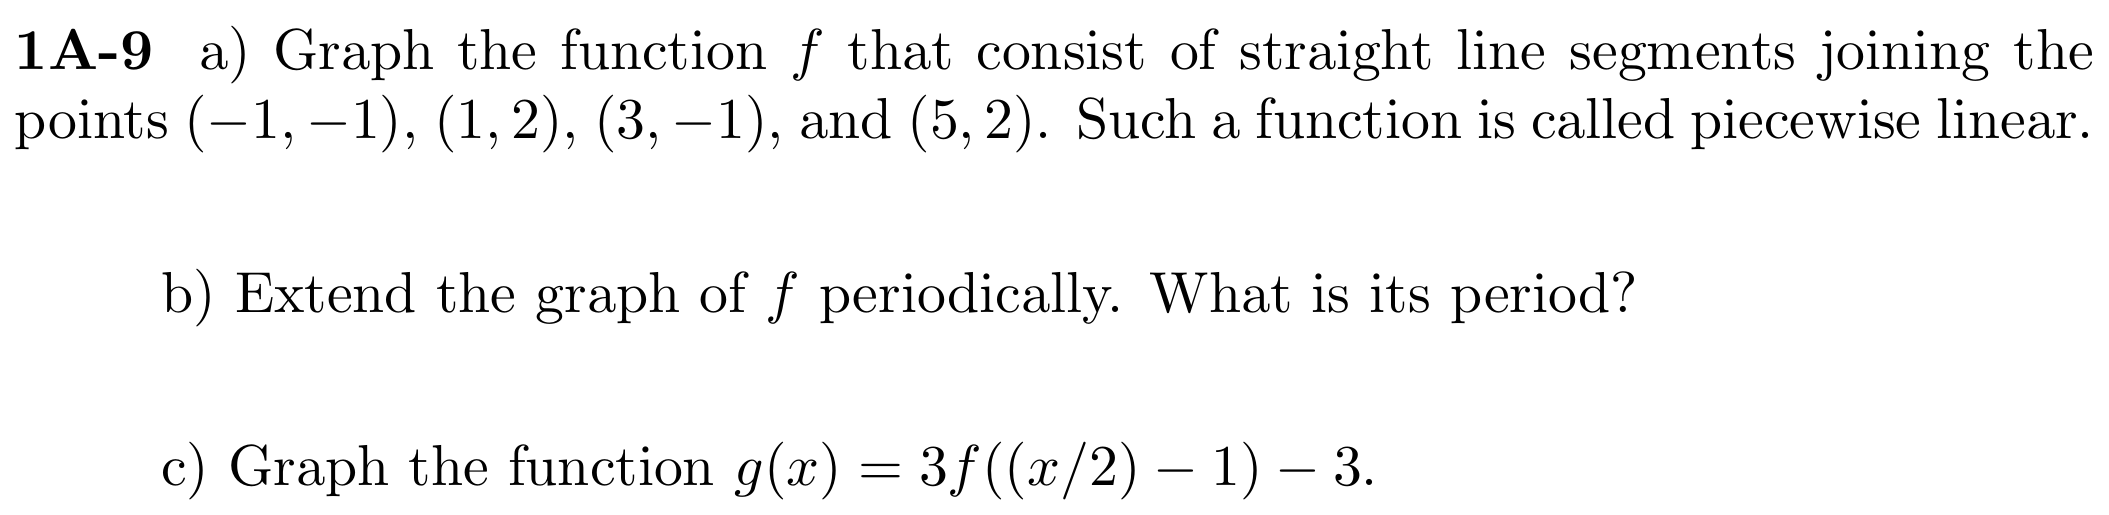 1A-9 a) Graph the function f that consist of straight line segments joining the
points (−1, −1), (1, 2), (3, −1), and (5, 2). Such a function is called piecewise linear.
b) Extend the graph of f periodically. What is its period?
c) Graph the function g(x) = 3f((x/2) − 1) − 3.